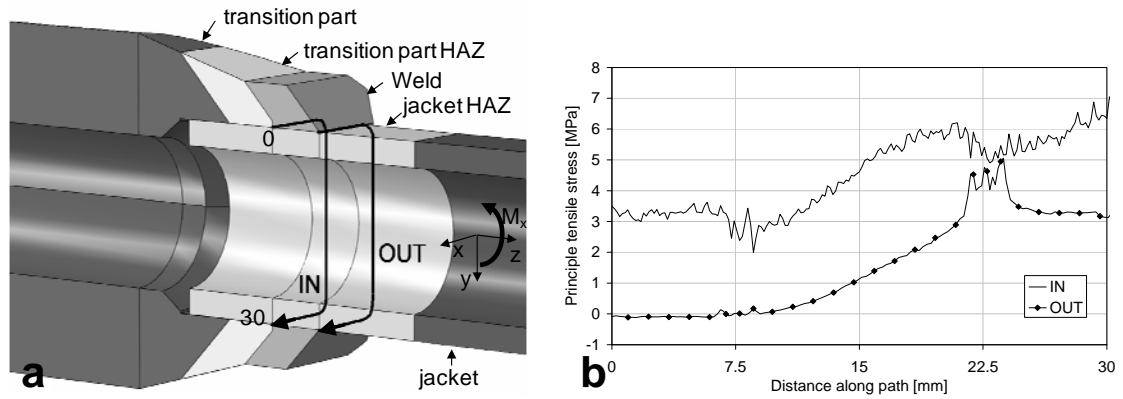 transition part
transition part HAZ
Weld
jacket HAZ
0
Mx
x
z
y
OUT
IN
30
jacket
a
8
7
6
5
4
3
2
1
0
-1
Principle tensile stress [MPa]
IN
OUT
0
7.5
15
22.5
30
Distance along path [mm]
b